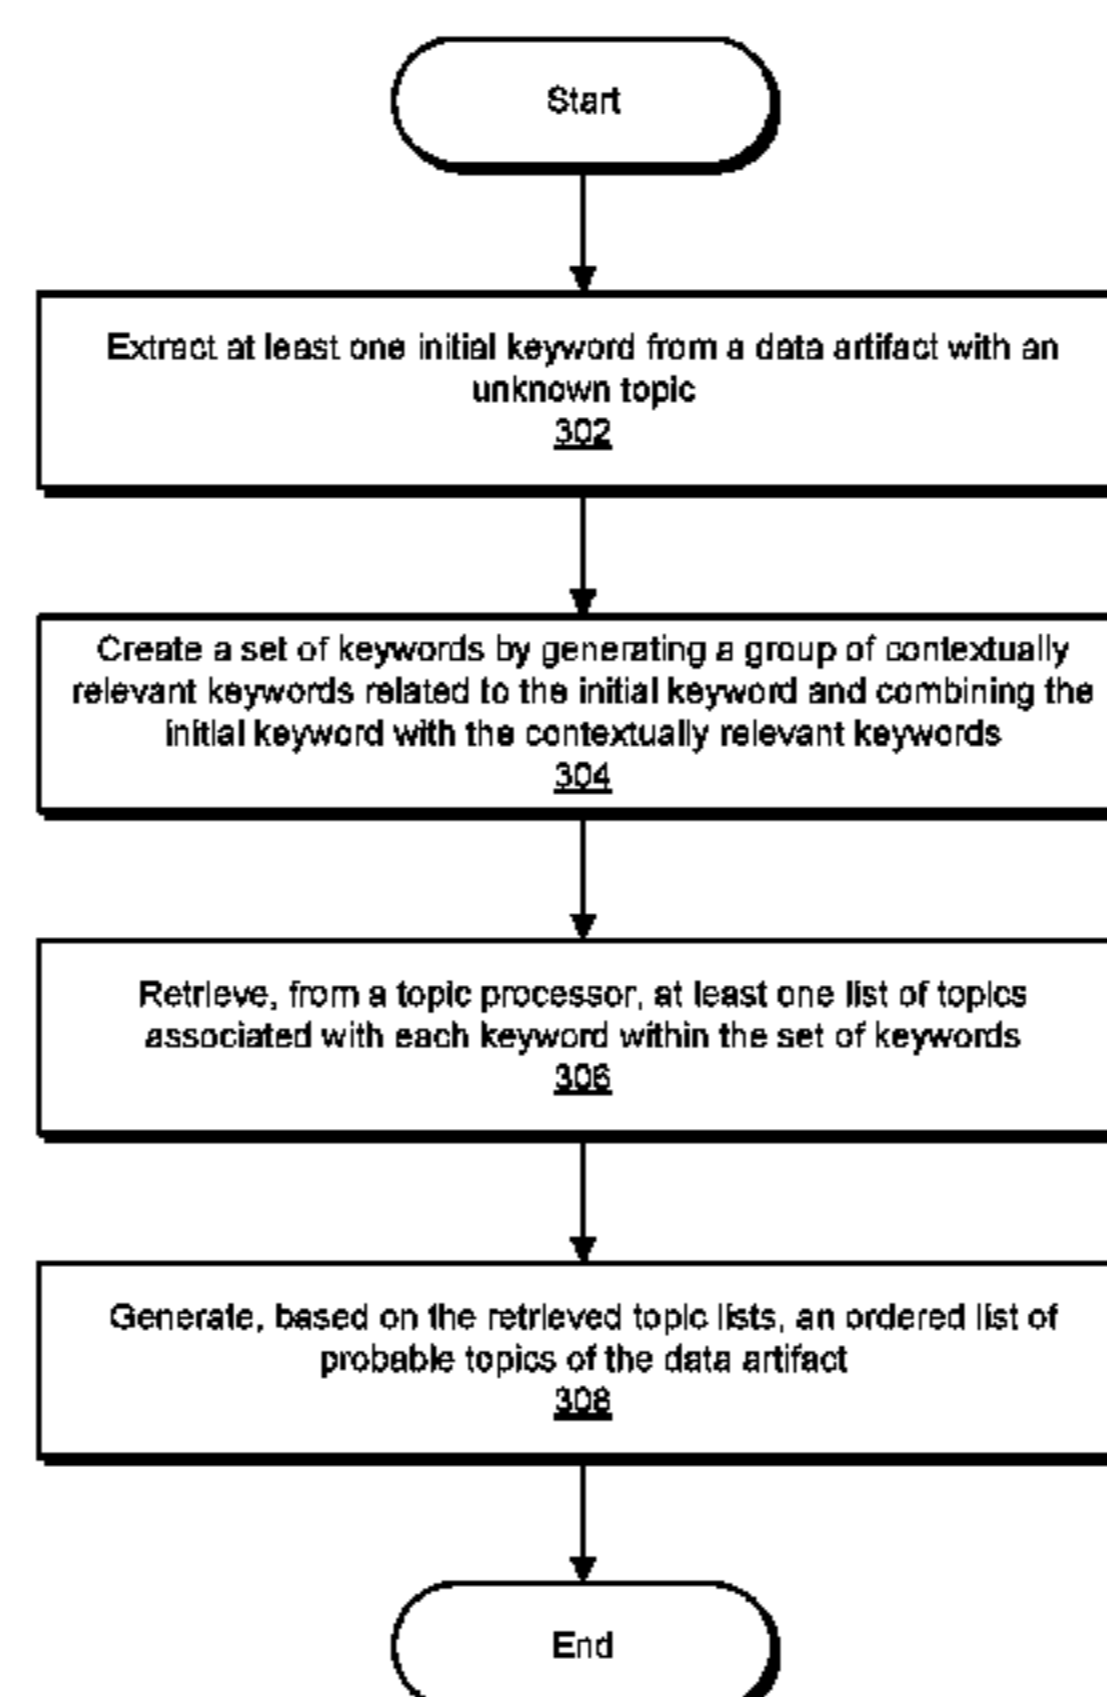 Start
Extract at least one initial keyword from a data artifact with an
unknown topic
302
Create a set of keywords by generating a group of contextually
relevant keywords related to the initial keyword and combining the
initial keyword with the contextually relevant keywords
304
Retrieve, from a topic processor, at least one list of topics
associated with each keyword within the set of keywords
306
Generate, based on the retrieved topic lists, an ordered list of
probable topics of the data artifact
308
End